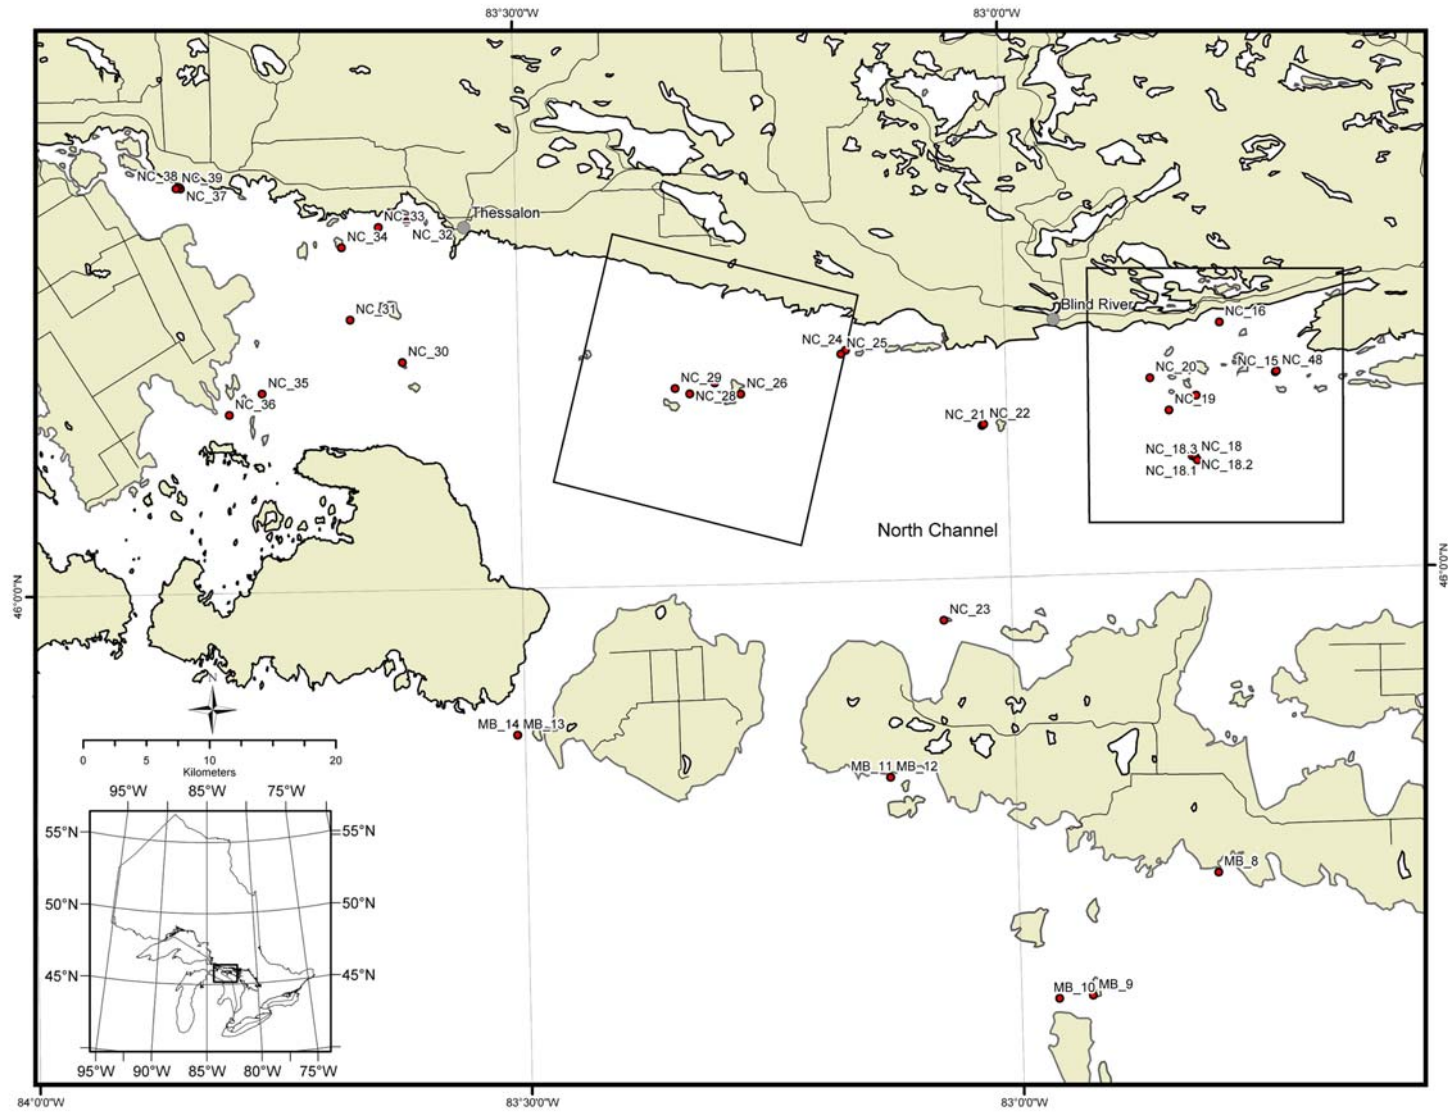 83°30'0"W
83°0'0"W
NC_38
NC_39
NC_37
NC_33
Thessalon
NC_32
NC_34
Blind River
NC_31
NC_16
NC_24
NC_25
NC_30
NC_15
NC_48
NC_20
NC_29
NC_26
NC_28
NC_35
NC_36
NC_19
NC_21
NC_22
NC_18.3
NC_18
NC_18.1
NC_18.2
North Channel
46°0'0"N
46°0'0"N
NC_23
N
MB_14
MB_13
0 5 10 20
Kilometers
MB_11
MB_12
95°W 85°W 75°W
55°N
55°N
MB_8
50°N
50°N
45°N
45°N
MB_10
MB_9
95°W 90°W 85°W 80°W 75°W
84°0'0"W
83°30'0"W
83°0'0"W